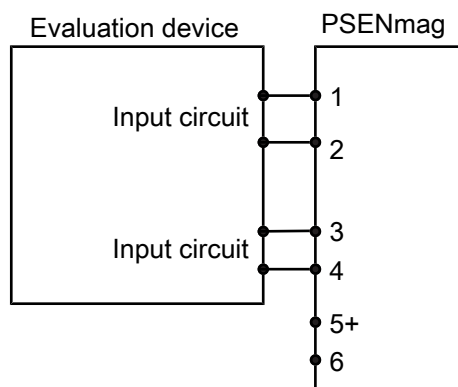 Evaluation device
PSENmag
Input circuit
1
2
Input circuit
3
4
5+
6